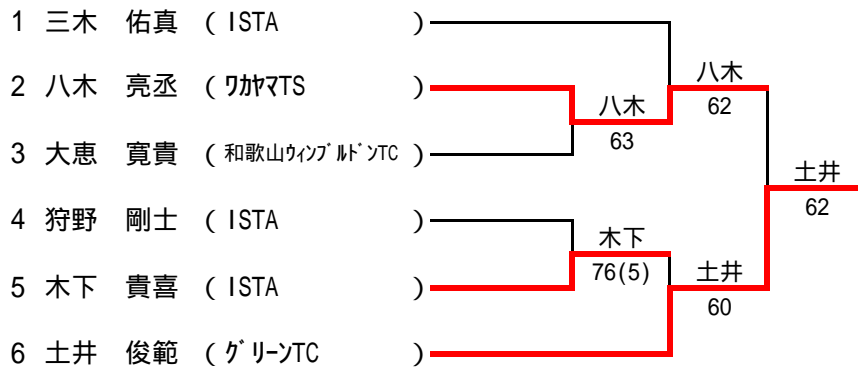 1 三木 佑真 ( ISTA )
2 八木 亮丞 ( ワカヤマTS )
3 大恵 寛貴 ( 和歌山ウィンブルドンTC )
4 狩野 剛士 ( ISTA )
5 木下 貴喜 ( ISTA )
6 土井 俊範 ( グリーンTC )
八木
63
木下
76(5)
八木
62
土井
60
土井
62